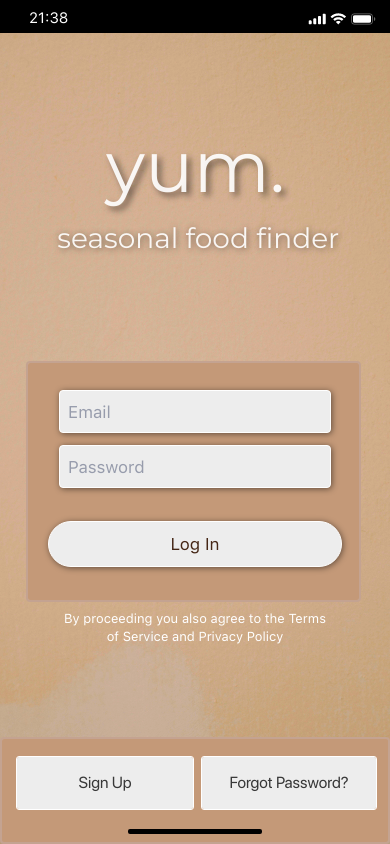 21:38
yum.
seasonal food finder
Email
Password
Log In
By proceeding you also agree to the Terms
of Service and Privacy Policy
Sign Up
Forgot Password?